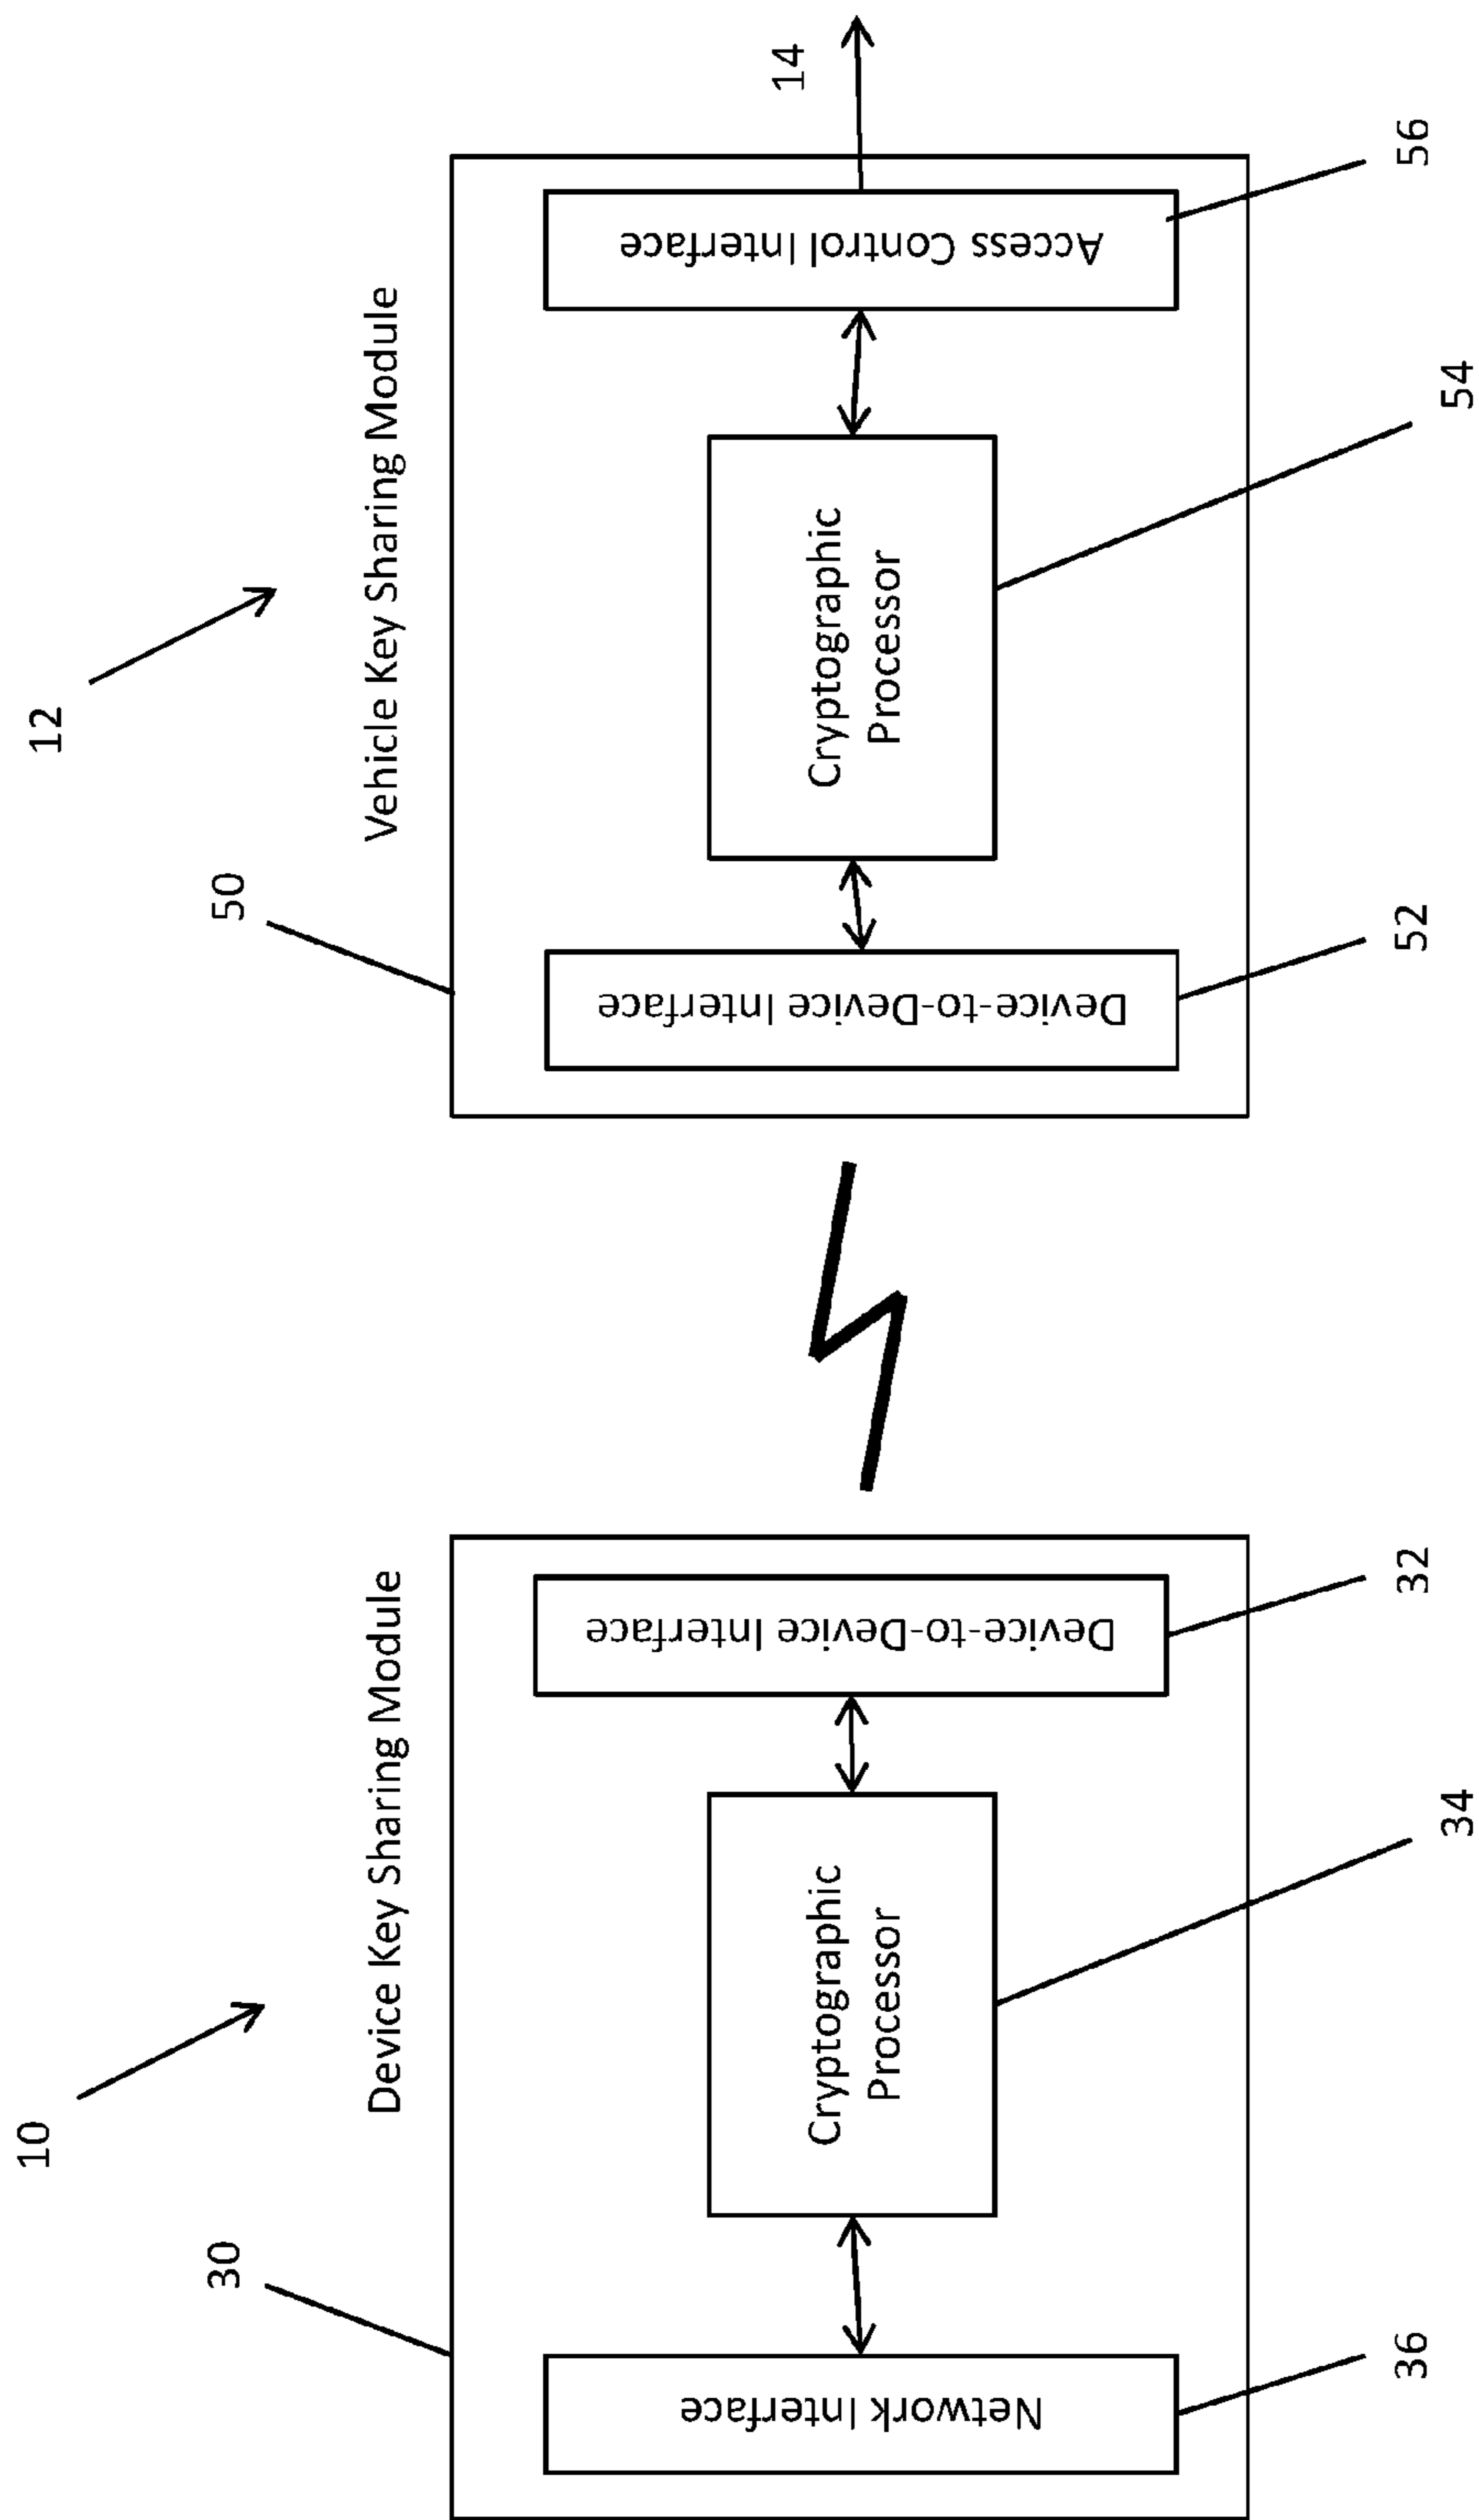 10
12
30
Device Key Sharing Module
50
Vehicle Key Sharing Module
14
Network Interface
Cryptographic
Processor
Device-to-Device Interface
Device-to-Device Interface
Cryptographic
Processor
Access Control Interface
36
34
32
52
54
56